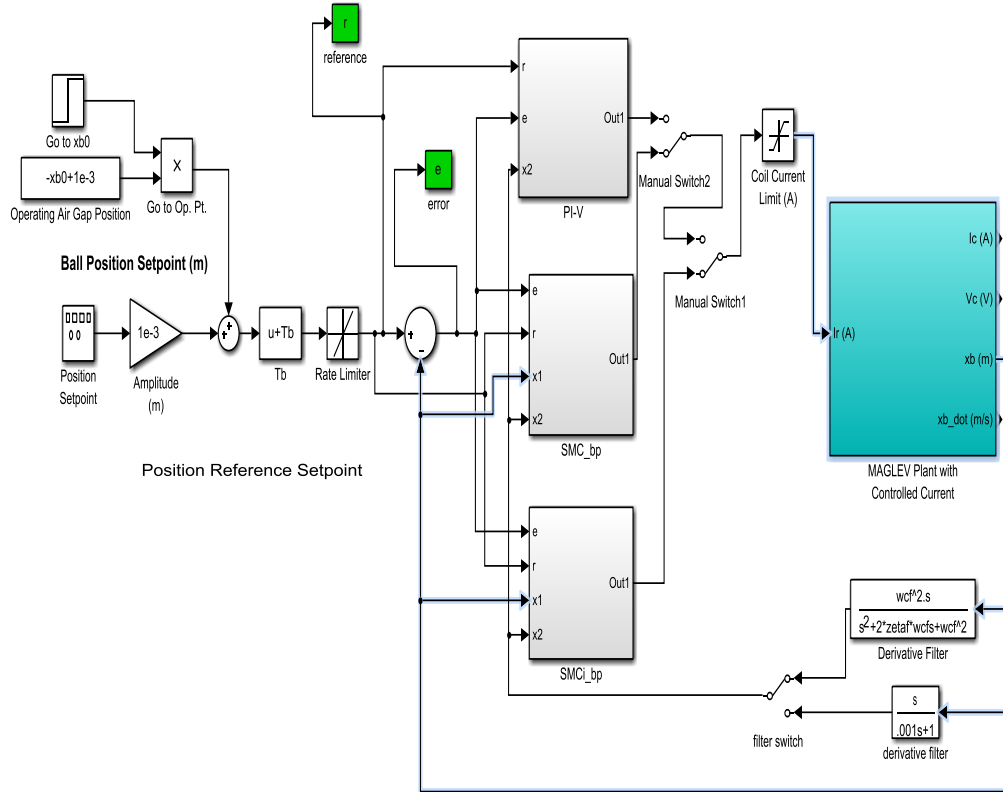 r
reference
Go to xb0
-xb0+1e-3
Operating Air Gap Position
X
Go to Op. Pt.
Ball Position Setpoint (m)
Position
Setpoint
1e-3
Amplitude
(m)
+
+
u+Tb
Tb
Rate Limiter
+
-
e
error
Position Reference Setpoint
r
e
x2
Out1
PI-V
e
r
x1
x2
Out1
SMC_bp
e
r
x1
x2
Out1
SMCi_bp
Manual Switch2
Manual Switch1
Coil Current
Limit (A)
Ir (A)
Ic (A)
Vc (V)
xb (m)
xb_dot (m/s)
MAGLEV Plant with
Controlled Current
wcf^2.s
s2+2*zetaf*wcfs+wcf^2
Derivative Filter
s
.001s+1
derivative filter
filter switch